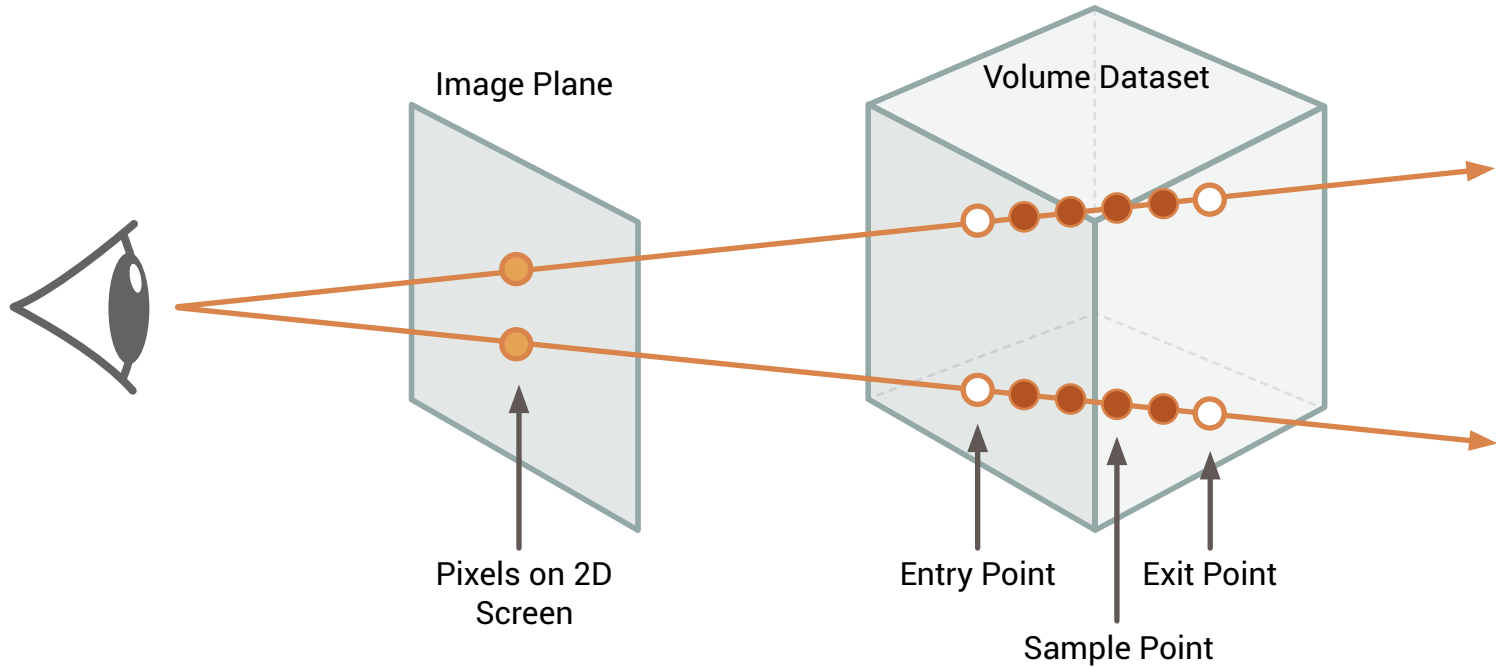 Image Plane
Volume Dataset
Pixels on 2D
Screen
Entry Point
Exit Point
Sample Point